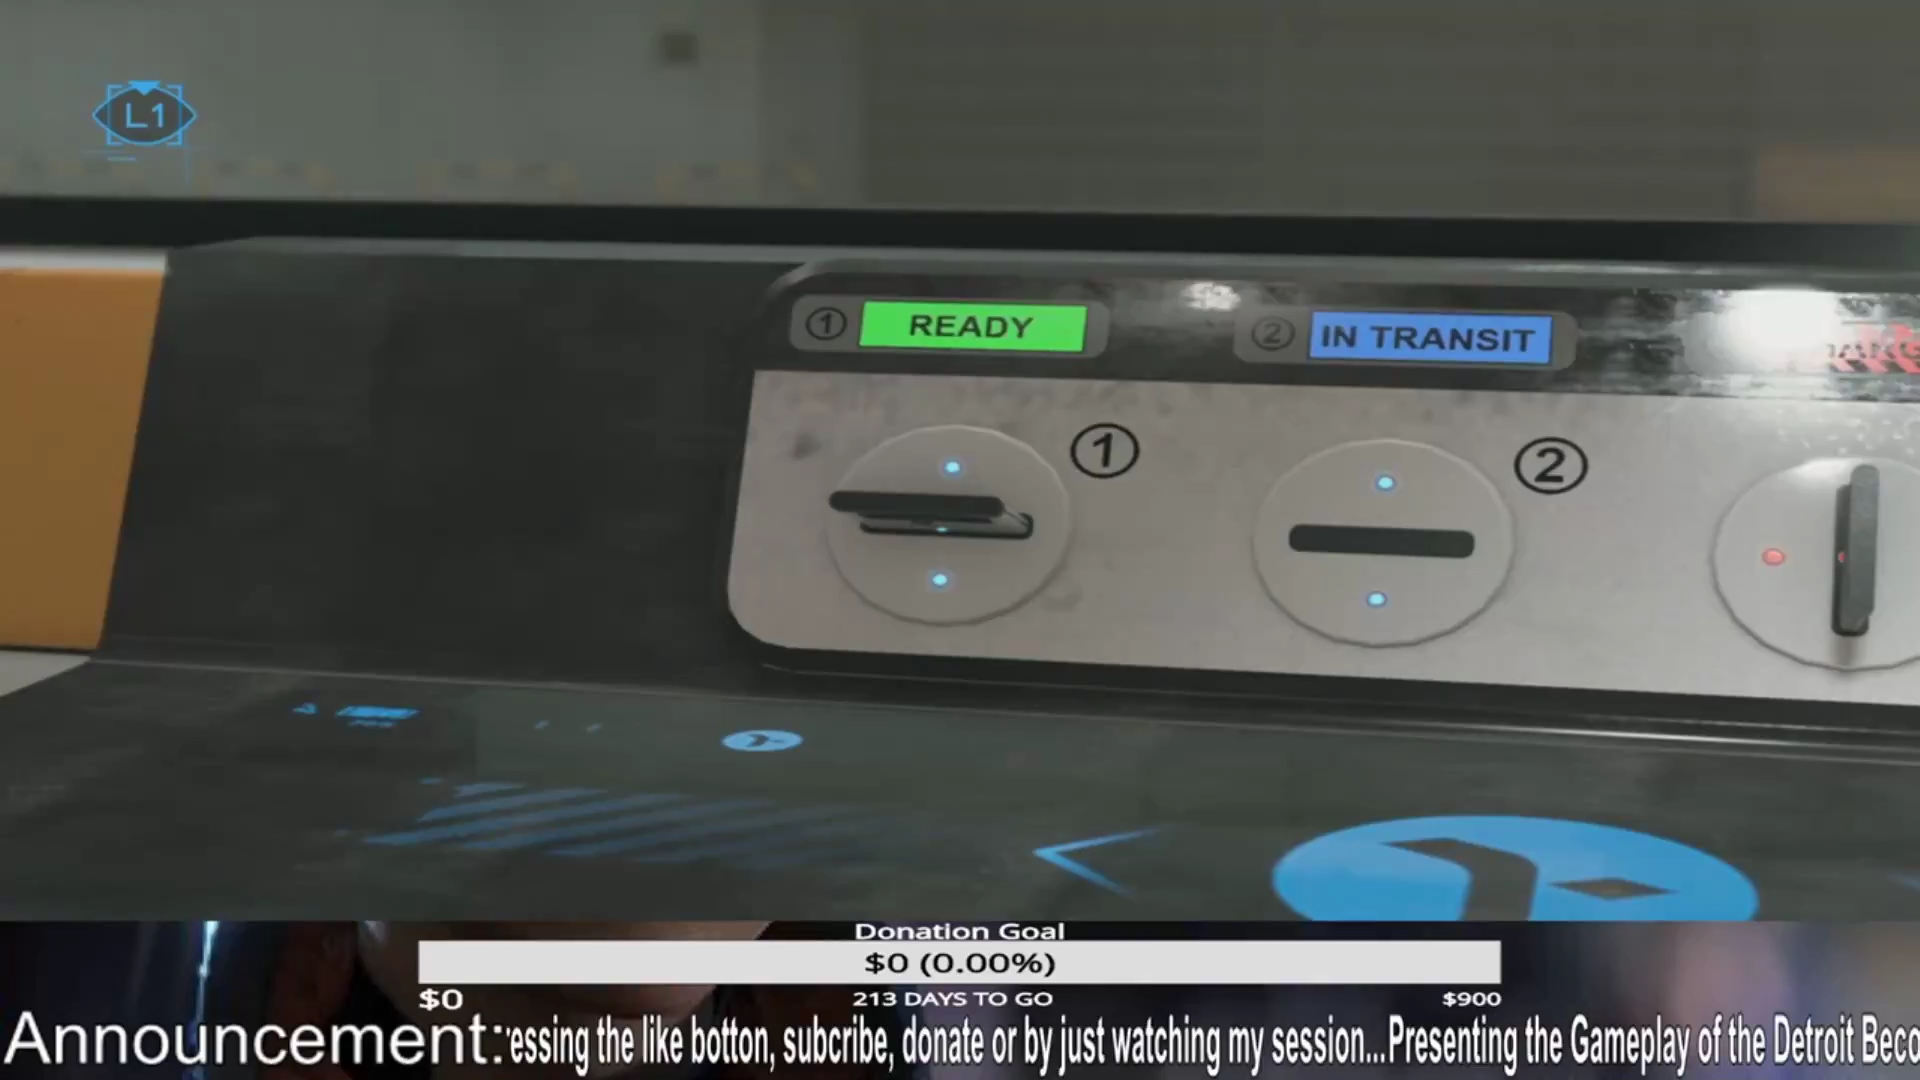 L1
① READY
② IN TRANSIT
①
②
Donation Goal
$0 (0.00%)
$0
213 DAYS TO GO
$900
Announcement:
essing the like botton, subcribe, donate or by just watching my session...Presenting the Gameplay of the Detroit Beco